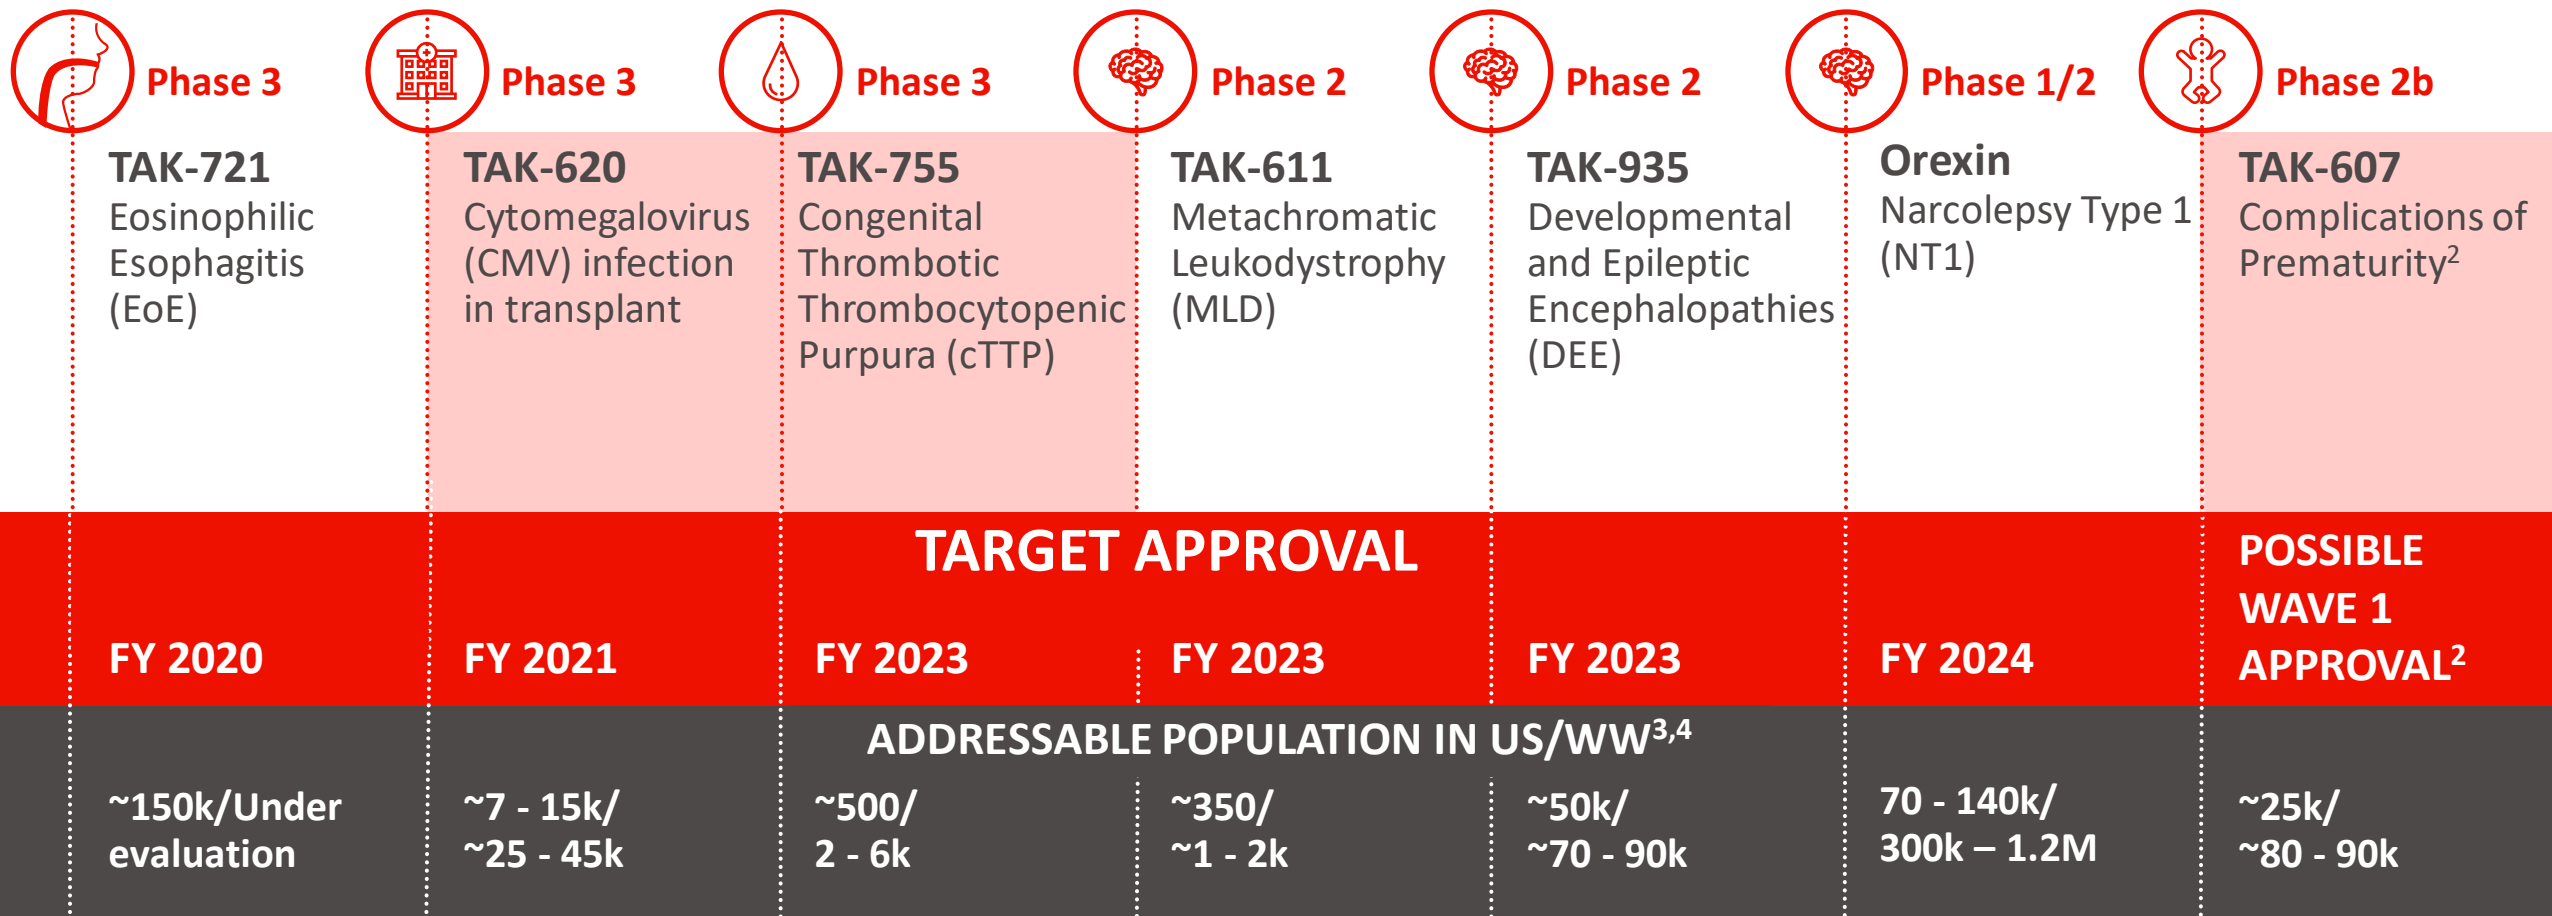 Phase 3
TAK-721
Eosinophilic
Esophagitis
(EoE)
Phase 3
TAK-620
Cytomegalovirus
(CMV) infection
in transplant
Phase 3
TAK-755
Congenital
Thrombotic
Thrombocytopenic
Purpura (cTTP)
Phase 2
TAK-611
Metachromatic
Leukodystrophy
(MLD)
Phase 2
TAK-935
Developmental
and Epileptic
Encephalopathies
(DEE)
Phase 1/2
Orexin
Narcolepsy Type 1
(NT1)
Phase 2b
TAK-607
Complications of
Prematurity²
TARGET APPROVAL
FY 2020
FY 2021
FY 2023
FY 2023
FY 2023
FY 2024
POSSIBLE
WAVE 1
APPROVAL²
ADDRESSABLE POPULATION IN US/WW³,⁴
~150k/Under
evaluation
~7 - 15k/
~25 - 45k
~500/
2 - 6k
~350/
~1 - 2k
~50k/
~70 - 90k
70 - 140k/
300k – 1.2M
~25k/
~80 - 90k